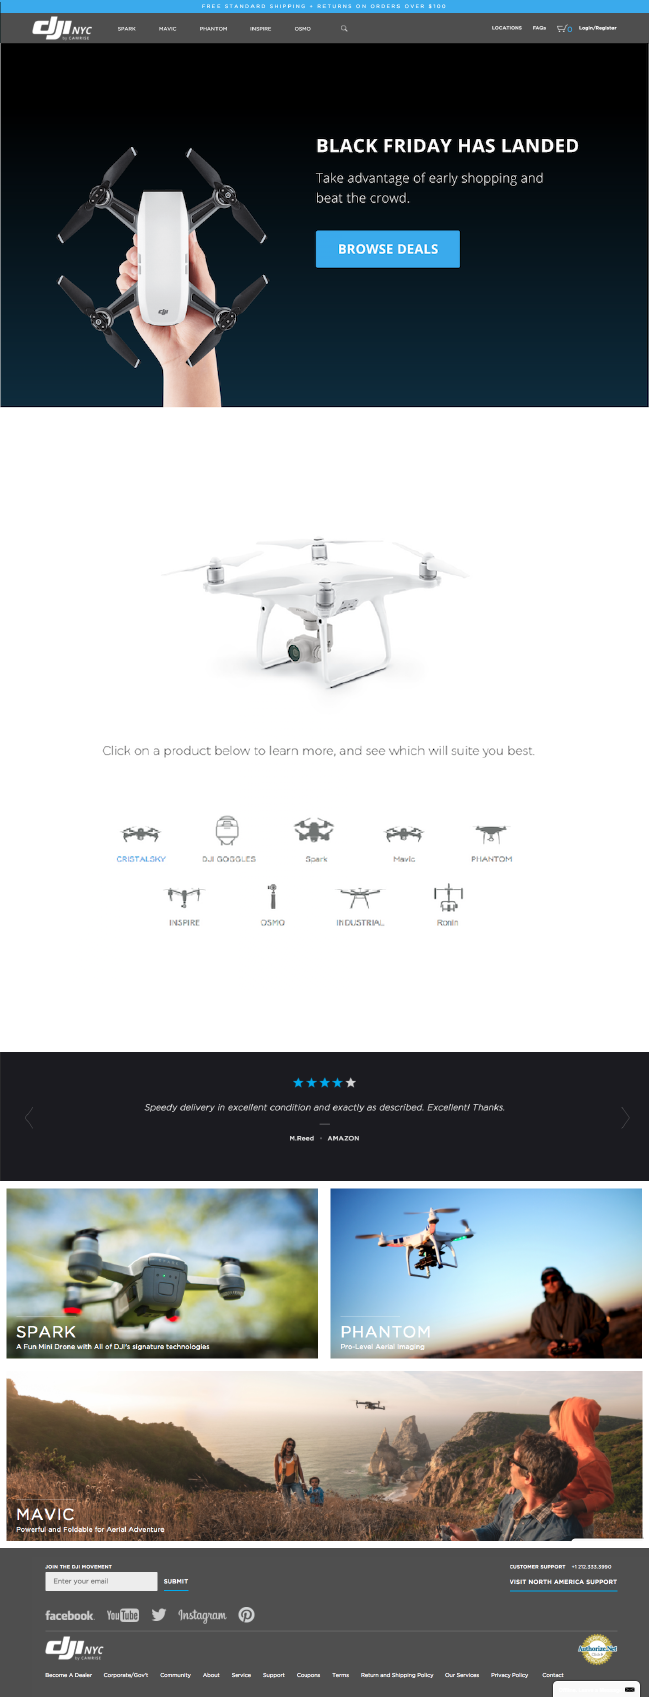 FREE STANDARD SHIPPING + RETURNS ON ORDERS OVER $100
dji NYC
by CAMRISE
SPARK MAVIC PHANTOM INSPIRE OSMO
LOCATIONS FAQs 0 Login/Register
BLACK FRIDAY HAS LANDED
Take advantage of early shopping and
beat the crowd.
BROWSE DEALS
dji
Click on a product below to learn more, and see which will suite you best.
CRISTALSKY DJI GOGGLES Spark Mavic PHANTOM
INSPIRE OSMO INDUSTRIAL Ronin
Speedy delivery in excellent condition and exactly as described. Excellent! Thanks.
M.Reed • AMAZON
SPARK
A Fun Mini Drone with All of DJI's signature technologies
PHANTOM
Pro-Level Aerial Imaging
MAVIC
Powerful and Foldable for Aerial Adventure
JOIN THE DJI MOVEMENT
Enter your email SUBMIT
CUSTOMER SUPPORT +1 212.333.3990
VISIT NORTH AMERICA SUPPORT
facebook. YouTube Instagram
dji NYC
by CAMRISE
Authorize.Net
Become A Dealer Corporate/Gov't Community About Service Support Coupons Terms Return and Shipping Policy Our Services Privacy Policy Contact